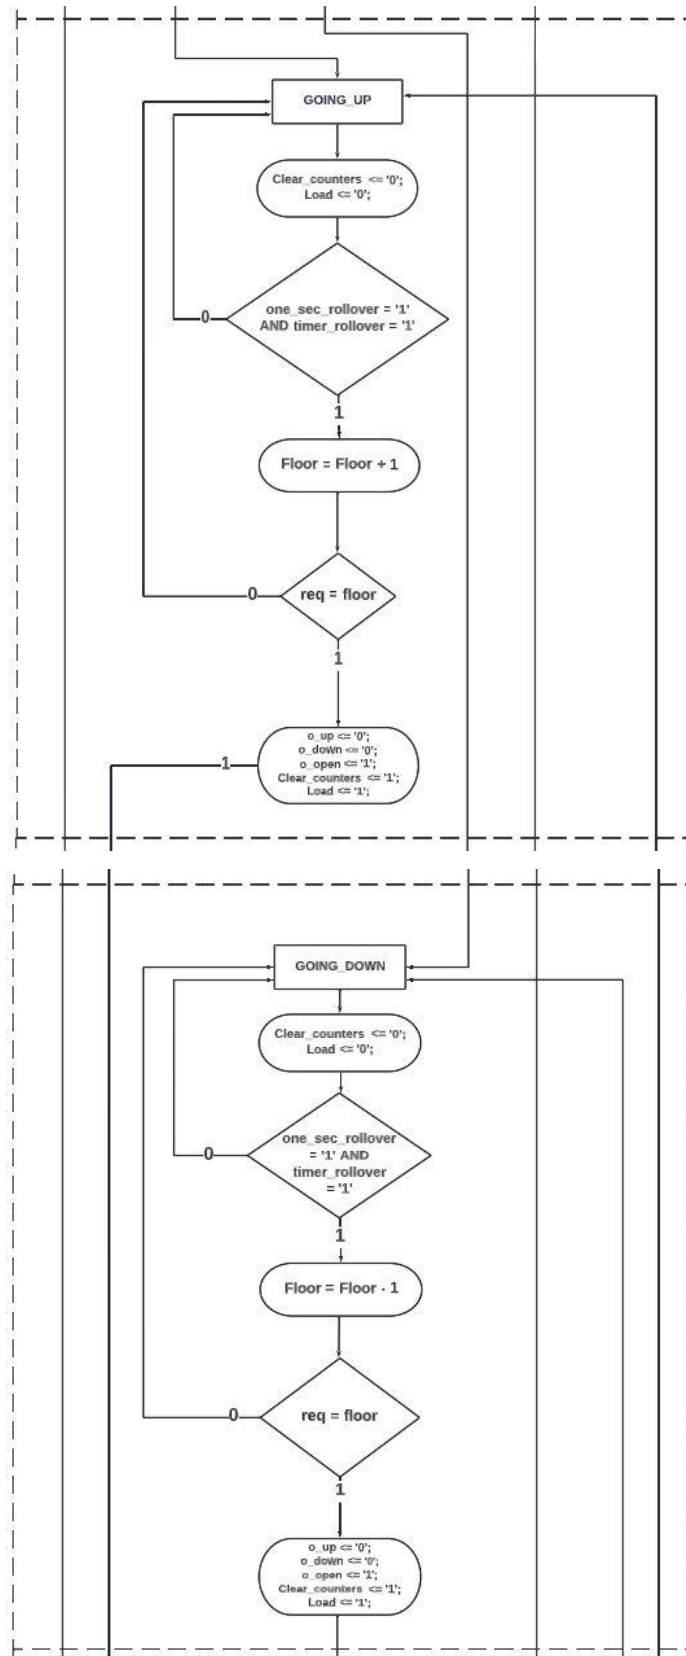 GOING_UP
Clear_counters <= '0';
Load <= '0';
one_sec_rollover = '1'
AND timer_rollover = '1'
0
1
Floor = Floor + 1
req = floor
0
1
o_up <= '0';
o_down <= '0';
o_open <= '1';
Clear_counters <= '1';
Load <= '1';
1
GOING_DOWN
Clear_counters <= '0';
Load <= '0';
one_sec_rollover
= '1' AND
timer_rollover
= '1'
0
1
Floor = Floor - 1
req = floor
0
1
o_up <= '0';
o_down <= '0';
o_open <= '1';
Clear_counters <= '1';
Load <= '1';